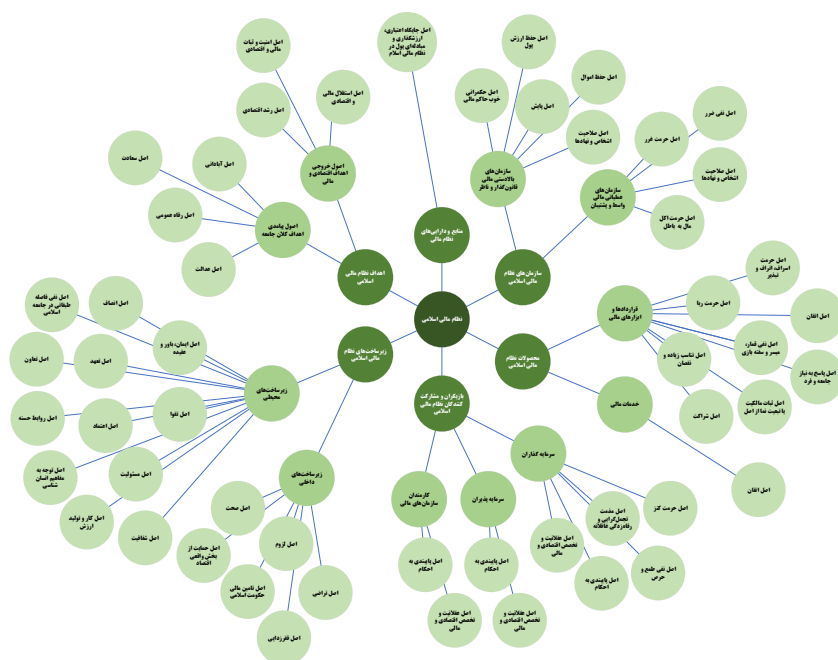 نظام مالی اسلامی
منابع و دارایی‌های
نظام مالی
اصل جایگاه اعتباری،
ارزشگذاری و
مبادله‌ای پول در
نظام مالی اسلام
سازمان‌های نظام
مالی اسلامی
سازمان‌های
بالادستی مالی
قانون‌گذار و ناظر
اصل حکمرانی
خوب حاکم مالی
اصل حفظ ارزش
پول
اصل پایش
اصل حفظ اموال
اصل صلاحیت
اشخاص و نهادها
سازمان‌های
عملیاتی مالی
واسط و پشتیبان
اصل حرمت غرر
اصل نفی ضرر
اصل صلاحیت
اشخاص و نهادها
اصل حرمت اکل
مال به باطل
محصولات نظام
مالی اسلامی
قراردادها و
ابزارهای مالی
اصل حرمت
اسراف، اتراف و
تبذیر
اصل حرمت ربا
اصل اتقان
اصل نفی قمار،
میسر و سفته بازی
اصل پاسخ به نیاز
جامعه و فرد
اصل تناسب زیاده و
نقصان
اصل اثبات مالکیت
با تبعیت نما از اصل
اصل شراکت
خدمات مالی
اصل اتقان
بازیگران و مشارکت
کنندگان نظام مالی
اسلامی
سرمایه گذاران
اصل حرمت کنز
اصل مذمت
تجمل‌گرایی و
رفاه‌زدگی غافلانه
اصل نفی طمع و
حرص
اصل پایبندی به
احکام
اصل عقلانیت و
تخصص اقتصادی و
مالی
سرمایه پذیران
اصل پایبندی به
احکام
اصل عقلانیت و
تخصص اقتصادی و
مالی
کارمندان
سازمان‌های مالی
اصل پایبندی به
احکام
اصل عقلانیت و
تخصص اقتصادی و
مالی
زیرساخت‌های نظام
مالی اسلامی
زیرساخت‌های
داخلی
اصل صحت
اصل لزوم
اصل حمایت از
بخش واقعی
اقتصاد
اصل تامین مالی
حکومت اسلامی
اصل تراضی
اصل فقرزدایی
زیرساخت‌های
محیطی
اصل انصاف
اصل نفی فاصله
طبقاتی در جامعه
اسلامی
اصل ایمان، باور و
عقیده
اصل تعهد
اصل تعاون
اصل تقوا
اصل اعتماد
اصل روابط حسنه
اصل مسئولیت
اصل توجه به
مفاهیم انسان
شناسی
اصل کار و تولید
ارزش
اصل شفافیت
اهداف نظام مالی
اسلامی
اصول پیامدی
اهداف کلان جامعه
اصل آبادانی
اصل سعادت
اصل رفاه عمومی
اصل عدالت
اصول خروجی
اهداف اقتصادی و
مالی
اصل امنیت و ثبات
مالی و اقتصادی
اصل استقلال مالی
و اقتصادی
اصل رشد اقتصادی